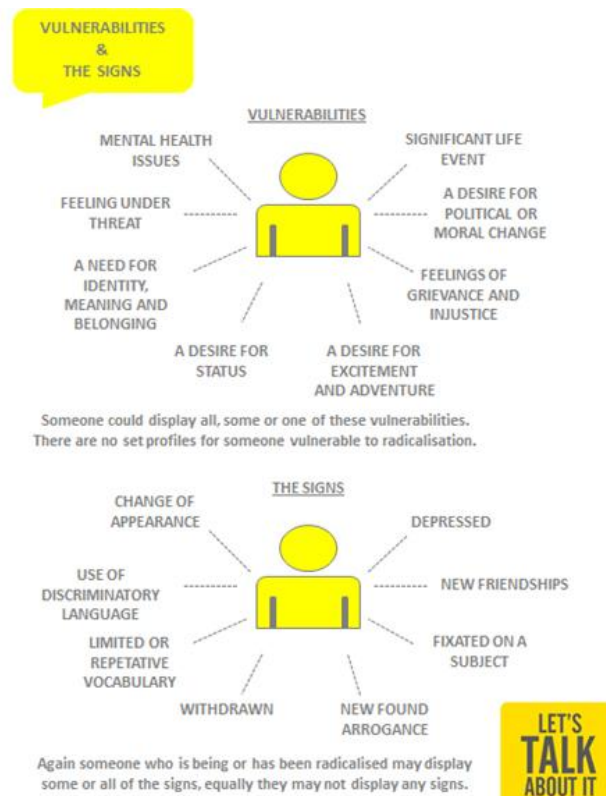 VULNERABILITIES
&
THE SIGNS
VULNERABILITIES
MENTAL HEALTH
ISSUES
SIGNIFICANT LIFE
EVENT
FEELING UNDER
THREAT
A DESIRE FOR
POLITICAL OR
MORAL CHANGE
A NEED FOR
IDENTITY,
MEANING AND
BELONGING
FEELINGS OF
GRIEVANCE AND
INJUSTICE
A DESIRE FOR
STATUS
A DESIRE FOR
EXCITEMENT
AND ADVENTURE
Someone could display all, some or one of these vulnerabilities.
There are no set profiles for someone vulnerable to radicalisation.
THE SIGNS
CHANGE OF
APPEARANCE
DEPRESSED
USE OF
DISCRIMINATORY
LANGUAGE
NEW FRIENDSHIPS
LIMITED OR
REPETATIVE
VOCABULARY
FIXATED ON A
SUBJECT
WITHDRAWN
NEW FOUND
ARROGANCE
Again someone who is being or has been radicalised may display
some or all of the signs, equally they may not display any signs.
LET'S
TALK
ABOUT IT